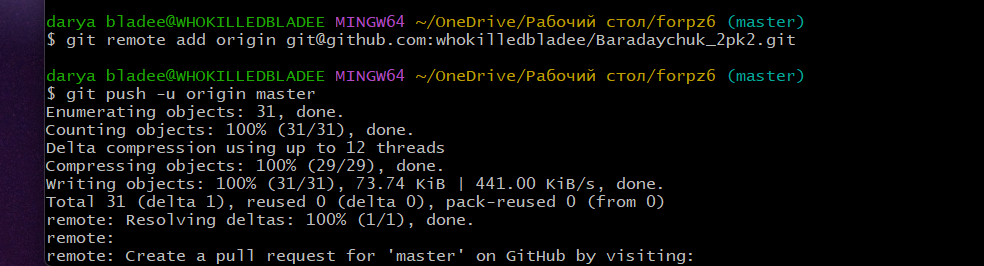 darya bladee@WHOKILLEDBLADEE MINGW64 ~/OneDrive/Рабочий стол/forpz6 (master)
$ git remote add origin git@github.com:whokilledbladee/Baradaychuk_2pk2.git
darya bladee@WHOKILLEDBLADEE MINGW64 ~/OneDrive/Рабочий стол/forpz6 (master)
$ git push -u origin master
Enumerating objects: 31, done.
Counting objects: 100% (31/31), done.
Delta compression using up to 12 threads
Compressing objects: 100% (29/29), done.
Writing objects: 100% (31/31), 73.74 KiB | 441.00 KiB/s, done.
Total 31 (delta 1), reused 0 (delta 0), pack-reused 0 (from 0)
remote: Resolving deltas: 100% (1/1), done.
remote:
remote: Create a pull request for 'master' on GitHub by visiting: